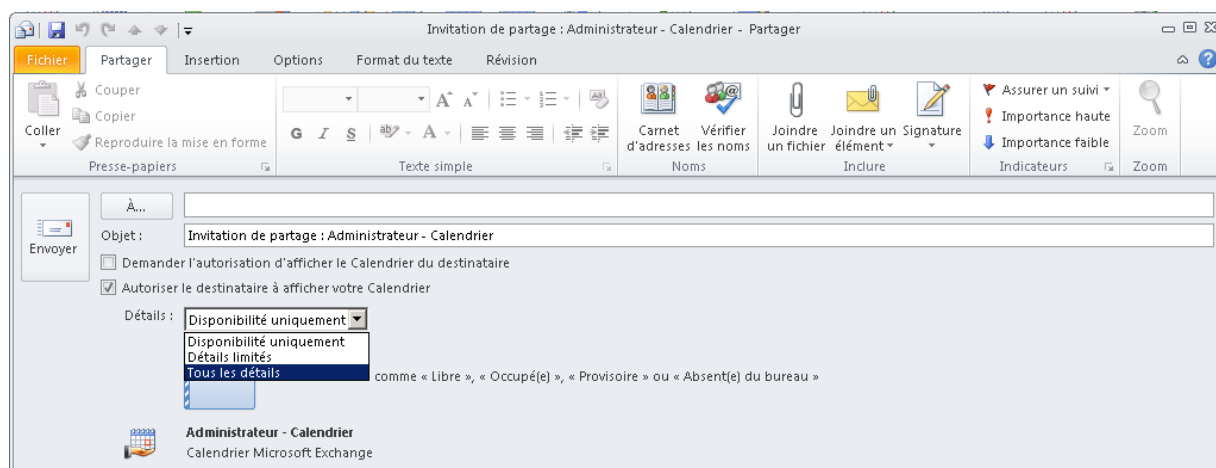 Invitation de partage : Administrateur - Calendrier - Partager
Fichier Partager Insertion Options Format du texte Révision
Coller
Couper
Copier
Reproduire la mise en forme
Presse-papiers
G I S
Texte simple
Carnet d'adresses
Vérifier les noms
Noms
Joindre un fichier
Joindre un élément
Signature
Inclure
Assurer un suivi
Importance haute
Importance faible
Indicateurs
Zoom
Zoom
Envoyer
À...
Objet : Invitation de partage : Administrateur - Calendrier
Demander l'autorisation d'afficher le Calendrier du destinataire
Autoriser le destinataire à afficher votre Calendrier
Détails : Disponibilité uniquement
Disponibilité uniquement
Détails limités
Tous les détails
comme « Libre », « Occupé(e) », « Provisoire » ou « Absent(e) du bureau »
Administrateur - Calendrier
Calendrier Microsoft Exchange